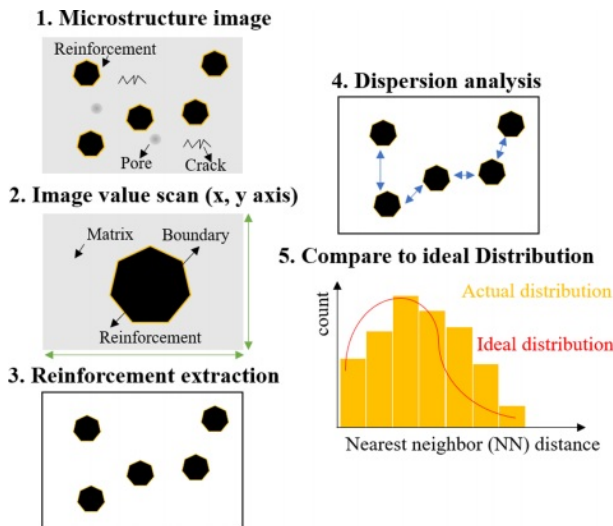 1. Microstructure image
Reinforcement
Pore
Crack
2. Image value scan (x, y axis)
Matrix
Boundary
Reinforcement
3. Reinforcement extraction
4. Dispersion analysis
5. Compare to ideal Distribution
Actual distribution
Ideal distribution
count
Nearest neighbor (NN) distance